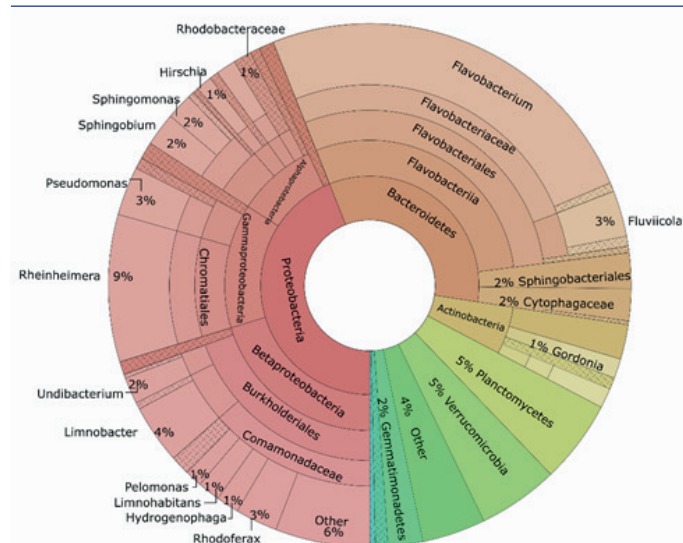 Rhodobacteraceae
1%
Hirschia
1%
Sphingomonas
2%
Sphingobium
2%
Pseudomonas
3%
Rheinheimera
9%
Undibacterium
2%
Limnobacter
4%
Pelomonas
1%
Limnohabitans
1%
Hydrogenophaga
1%
Rhodoferax
3%
Other
6%
Comamonadaceae
Burkholderiales
Betaproteobacteria
Chromatiales
Gammaproteobacteria
Alphaproteobacteria
Proteobacteria
Flavobacterium
Flavobacteriaceae
Flavobacteriales
Flavobacteriia
Bacteroidetes
3%
Fluviicola
2% Sphingobacteriales
2% Cytophagaceae
Actinobacteria
1% Gordonia
5% Planctomycetes
5% Verrucomicrobia
4% Other
2% Gemmatimonadetes